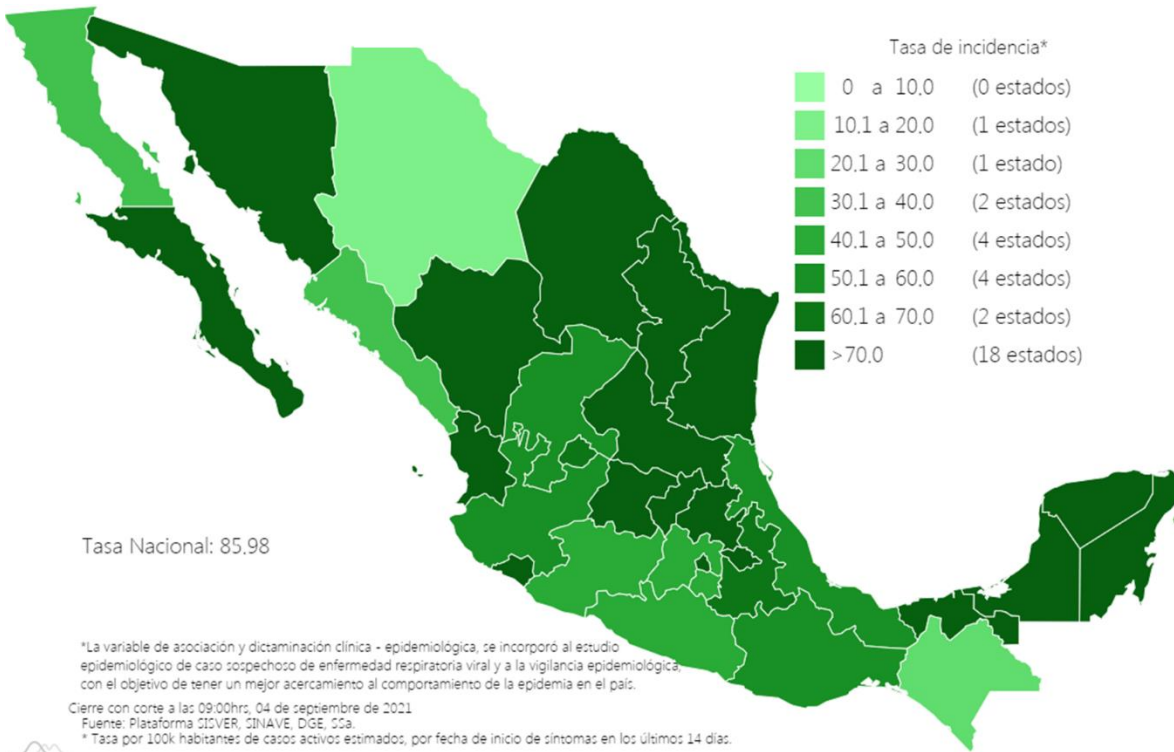 Tasa de incidencia*
0 a 10,0 (0 estados)
10,1 a 20,0 (1 estados)
20,1 a 30,0 (1 estado)
30,1 a 40,0 (2 estados)
40,1 a 50,0 (4 estados)
50,1 a 60,0 (4 estados)
60,1 a 70,0 (2 estados)
>70,0 (18 estados)
Tasa Nacional: 85,98
*La variable de asociación y dictaminación clínica - epidemiológica, se incorporó al estudio
epidemiológico de caso sospechoso de enfermedad respiratoria viral y a la vigilancia epidemiológica,
con el objetivo de tener un mejor acercamiento al comportamiento de la epidemia en el país.
Cierre con corte a las 09:00hrs, 04 de septiembre de 2021
Fuente: Plataforma SISVER, SINAVE, DGE, SSa.
* Tasa por 100k habitantes de casos activos estimados, por fecha de inicio de síntomas en los últimos 14 días.